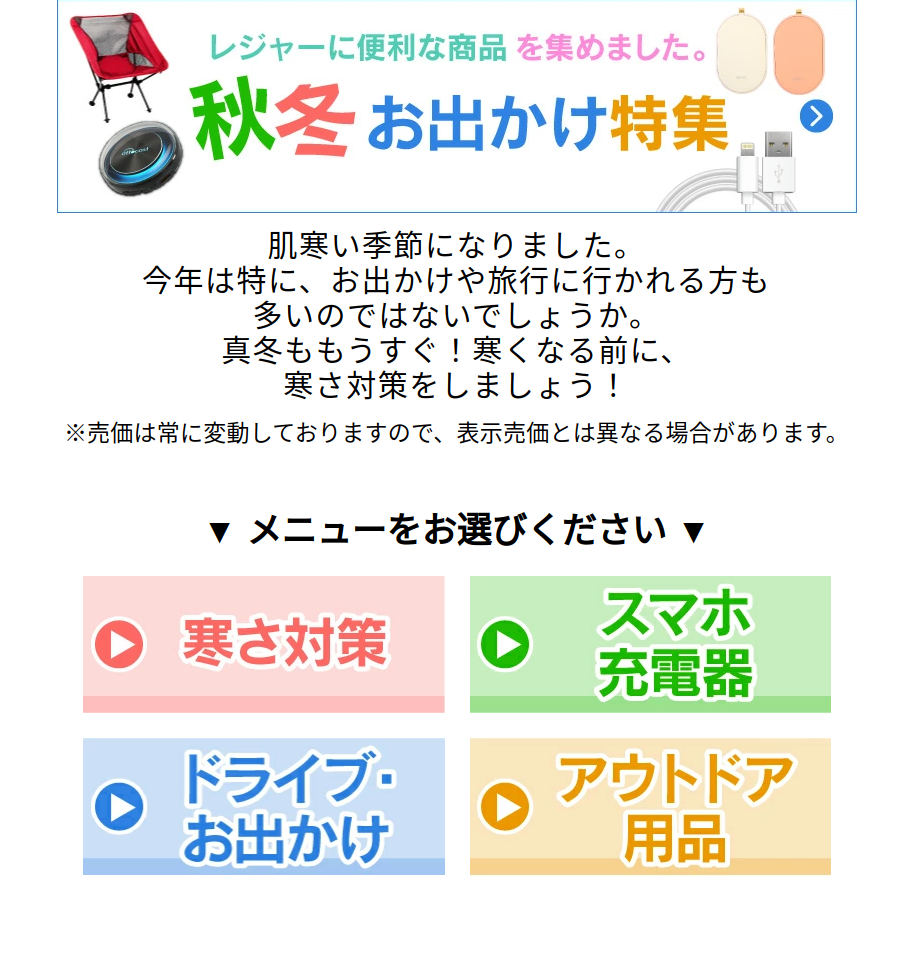 レジャーに便利な商品を集めました。
秋冬お出かけ特集
肌寒い季節になりました。
今年は特に、お出かけや旅行に行かれる方も
多いのではないでしょうか。
真冬ももうすぐ！寒くなる前に、
寒さ対策をしましょう！
※売価は常に変動しておりますので、表示売価とは異なる場合があります。
▼ メニューをお選びください ▼
寒さ対策
スマホ
充電器
ドライブ・
お出かけ
アウトドア
用品